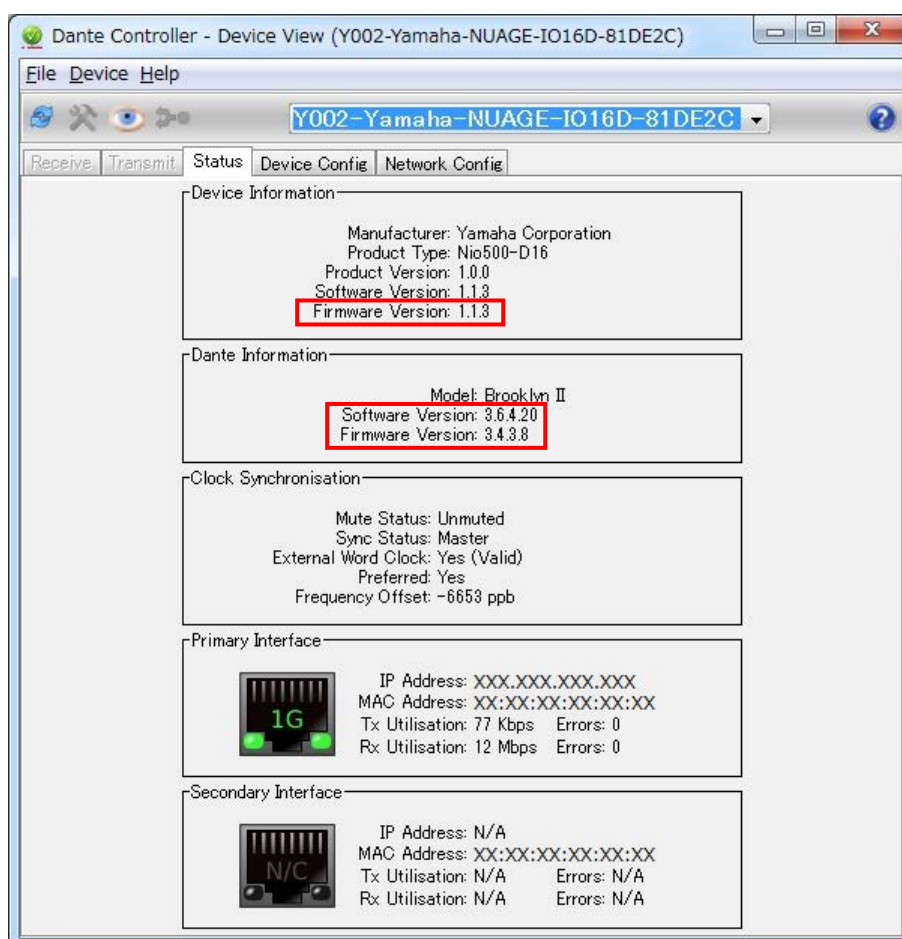 Dante Controller - Device View (Y002-Yamaha-NUAGE-IO16D-81DE2C)
File Device Help
Y002-Yamaha-NUAGE-IO16D-81DE2C
Receive Transmit Status Device Config Network Config
Device Information
Manufacturer: Yamaha Corporation
Product Type: Nio500-D16
Product Version: 1.0.0
Software Version: 1.1.3
Firmware Version: 1.1.3
Dante Information
Model: Brooklyn II
Software Version: 3.6.4.20
Firmware Version: 3.4.3.8
Clock Synchronisation
Mute Status: Unmuted
Sync Status: Master
External Word Clock: Yes (Valid)
Preferred: Yes
Frequency Offset: -6653 ppb
Primary Interface
1G
IP Address: XXX.XXX.XXX.XXX
MAC Address: XX:XX:XX:XX:XX:XX
Tx Utilisation: 77 Kbps Errors: 0
Rx Utilisation: 12 Mbps Errors: 0
Secondary Interface
N/C
IP Address: N/A
MAC Address: XX:XX:XX:XX:XX:XX
Tx Utilisation: N/A Errors: N/A
Rx Utilisation: N/A Errors: N/A